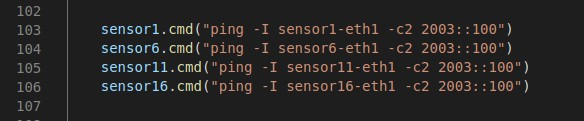 102
103 sensor1.cmd("ping -I sensor1-eth1 -c2 2003::100")
104 sensor6.cmd("ping -I sensor6-eth1 -c2 2003::100")
105 sensor11.cmd("ping -I sensor11-eth1 -c2 2003::100")
106 sensor16.cmd("ping -I sensor16-eth1 -c2 2003::100")
107